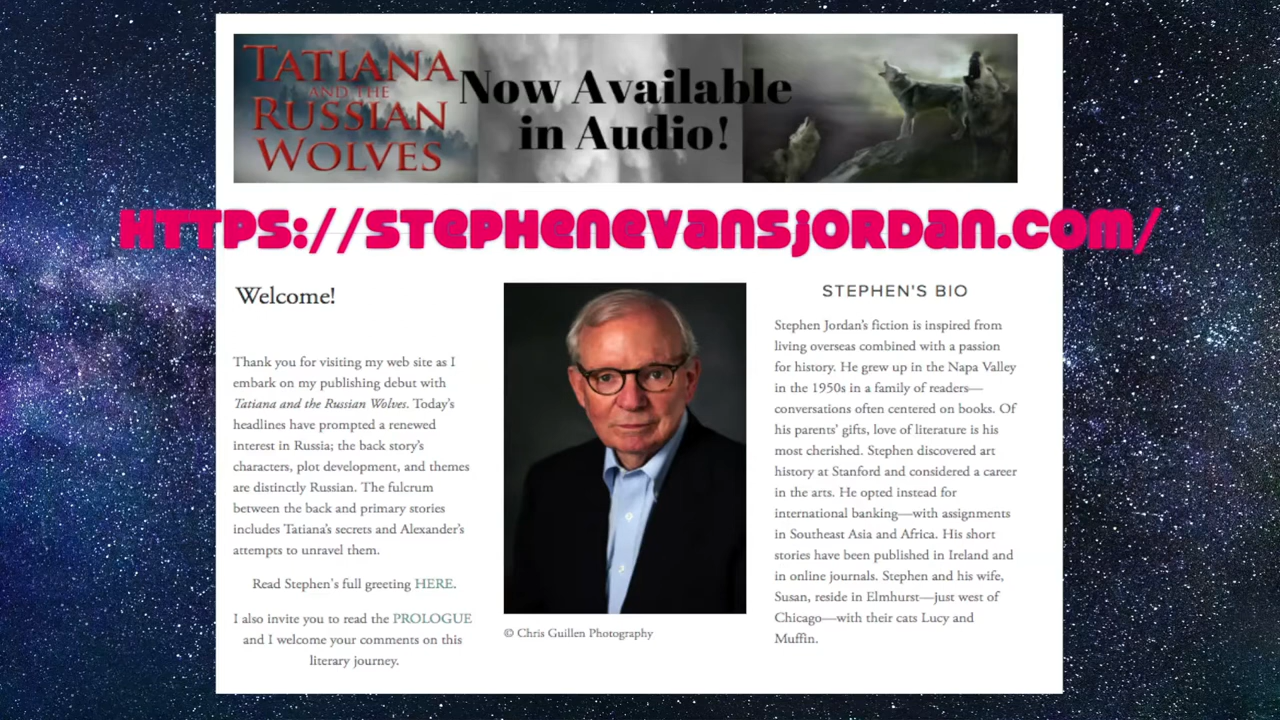 TATIANA
AND THE
RUSSIAN
WOLVES
Now Available
in Audio!
HTTPS://STEPHENEVANSJORDAN.COM/
Welcome!
Thank you for visiting my web site as I
embark on my publishing debut with
Tatiana and the Russian Wolves. Today's
headlines have prompted a renewed
interest in Russia; the back story's
characters, plot development, and themes
are distinctly Russian. The fulcrum
between the back and primary stories
includes Tatiana's secrets and Alexander's
attempts to unravel them.
Read Stephen's full greeting HERE.
I also invite you to read the PROLOGUE
and I welcome your comments on this
literary journey.
© Chris Guillen Photography
STEPHEN'S BIO
Stephen Jordan's fiction is inspired from
living overseas combined with a passion
for history. He grew up in the Napa Valley
in the 1950s in a family of readers—
conversations often centered on books. Of
his parents' gifts, love of literature is his
most cherished. Stephen discovered art
history at Stanford and considered a career
in the arts. He opted instead for
international banking—with assignments
in Southeast Asia and Africa. His short
stories have been published in Ireland and
in online journals. Stephen and his wife,
Susan, reside in Elmhurst—just west of
Chicago—with their cats Lucy and
Muffin.